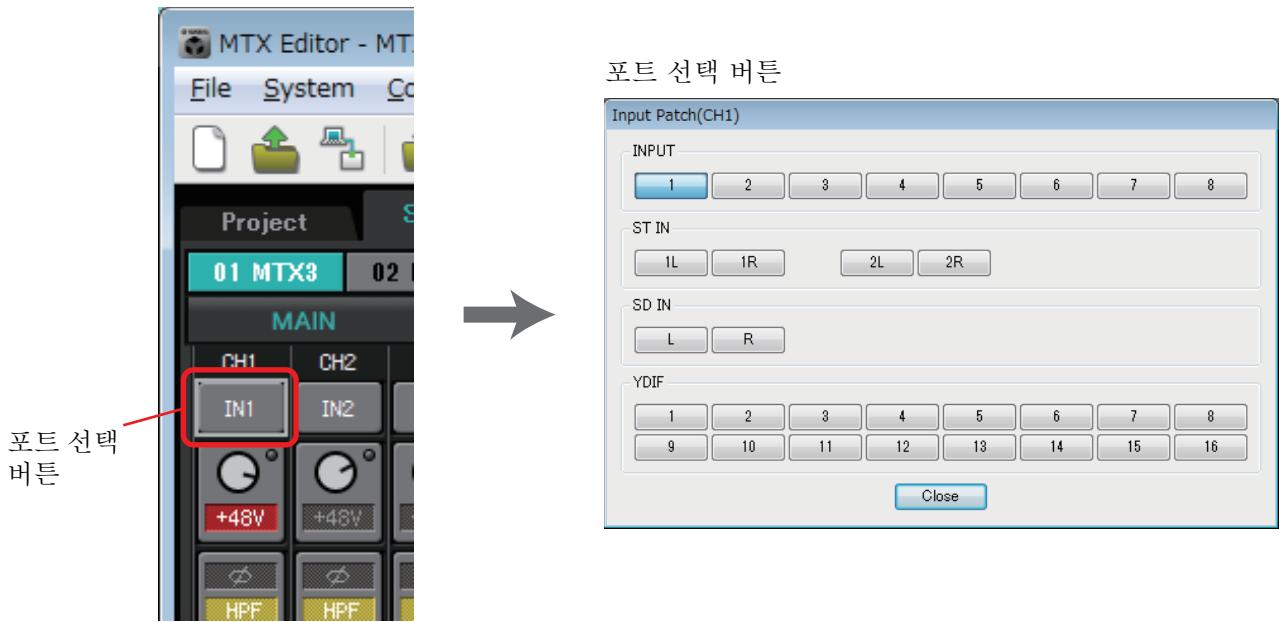 MTX Editor - MT
File System Co
Project S
01 MTX3 02
MAIN
CH1 CH2
IN1 IN2
+48V +48V
HPF HPF
포트 선택
버튼
포트 선택 버튼
Input Patch(CH1)
INPUT
1 2 3 4 5 6 7 8
ST IN
1L 1R 2L 2R
SD IN
L R
YDIF
1 2 3 4 5 6 7 8
9 10 11 12 13 14 15 16
Close